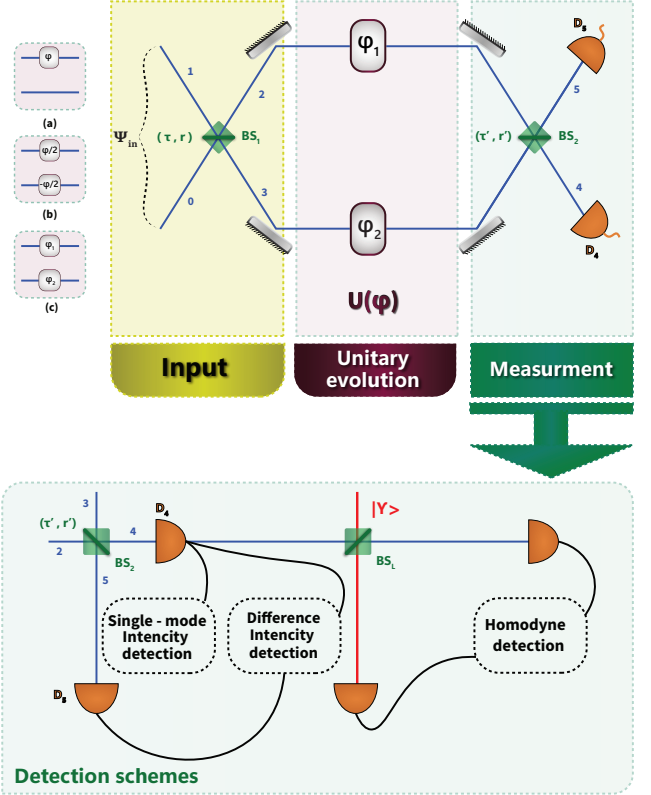 φ
(a)
φ/2
-φ/2
(b)
φ₁
φ₂
(c)
Ψin
1
2
(τ, r)
BS₁
0
3
φ₁
φ₂
U(φ)
D₅
5
(τ′, r′)
BS₂
4
D₄
Input
Unitary
evolution
Measurment
3
(τ′, r′)
2
4
D₄
BS₂
5
|Υ>
BSL
Single - mode
Intencity
detection
Difference
Intencity
detection
Homodyne
detection
D₅
Detection schemes